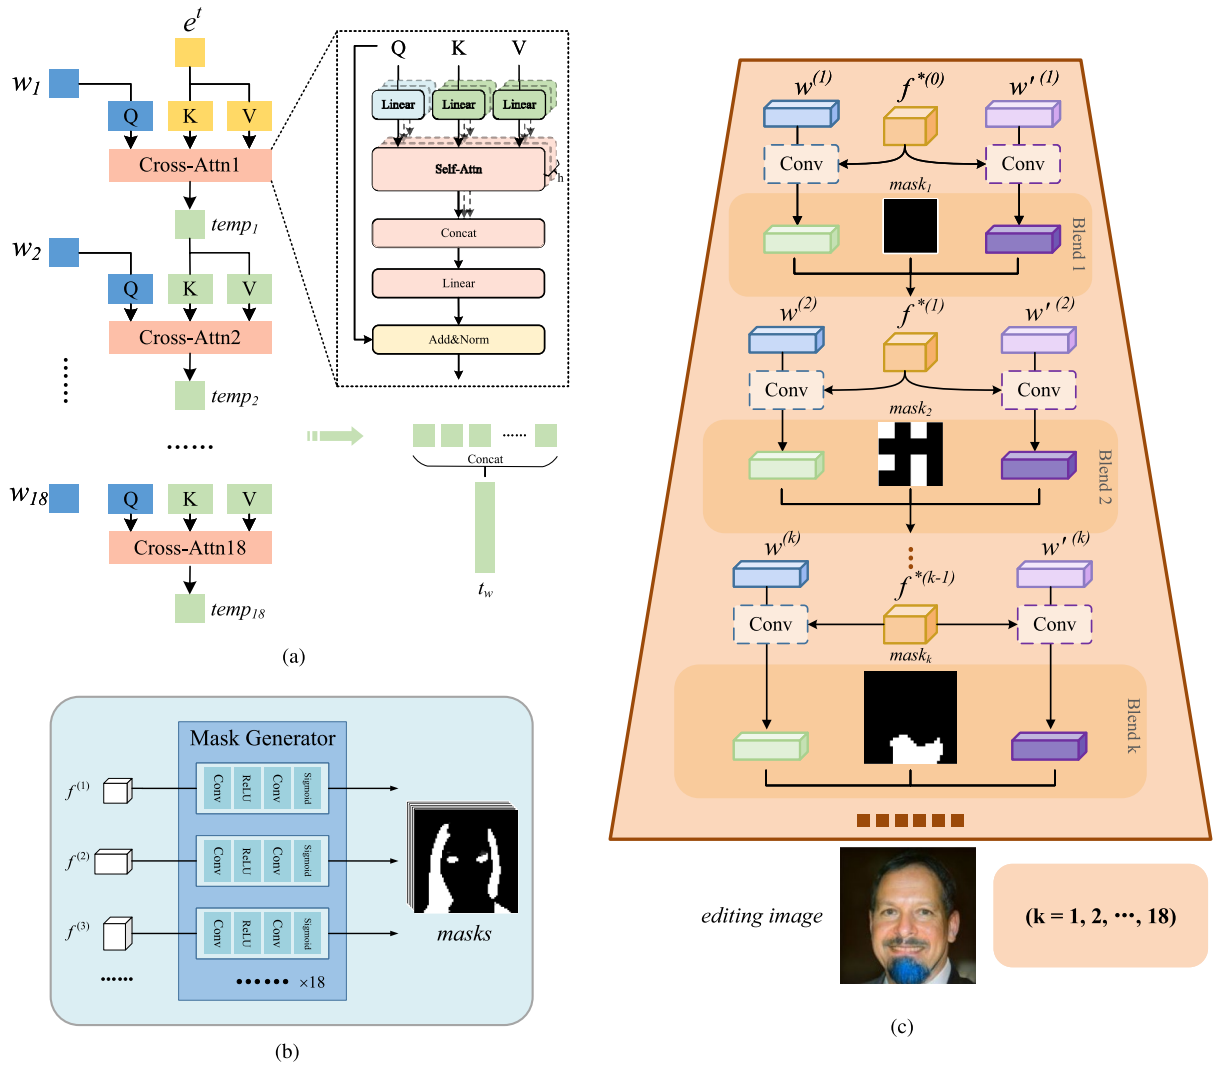 e^t
w_1
Q K V
Cross-Attn1
temp_1
w_2
Q K V
Cross-Attn2
temp_2
......
......
w_18
Q K V
Cross-Attn18
temp_18
Q K V
Linear Linear Linear
Self-Attn
h
Concat
Linear
Add&Norm
......
Concat
t_w
(a)
Mask Generator
f^(1)
Conv ReLU Conv Sigmoid
f^(2)
Conv ReLU Conv Sigmoid
f^(3)
Conv ReLU Conv Sigmoid
......
...... ×18
masks
(b)
w^(1) f^*(0) w'^(1)
Conv Conv
mask_1
Blend 1
w^(2) f^*(1) w'^(2)
Conv Conv
mask_2
Blend 2
w^(k) f^*(k-1) w'^(k)
Conv Conv
mask_k
Blend k
editing image
(k = 1, 2, ···, 18)
(c)